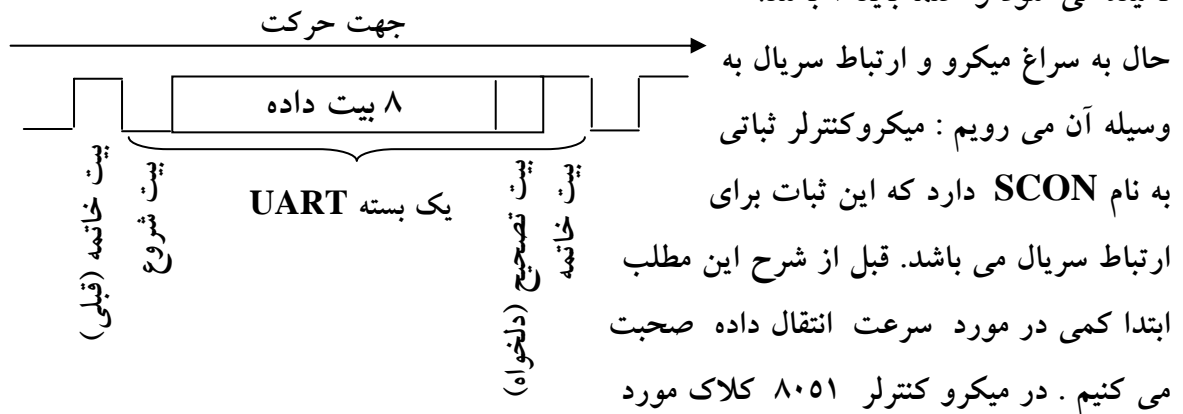 حال به سراغ میکرو و ارتباط سریال به
وسیله آن می رویم : میکروکنترلر ثباتی
به نام SCON دارد که این ثبات برای
ارتباط سریال می باشد. قبل از شرح این مطلب
ابتدا کمی در مورد سرعت انتقال داده صحبت
می کنیم . در میکرو کنترلر ۸۰۵۱ کلاک مورد
جهت حرکت
۸ بیت داده
یک بسته UART
بیت خاتمه (قبلی)
بیت شروع
بیت تصحیح (دلخواه)
بیت خاتمه